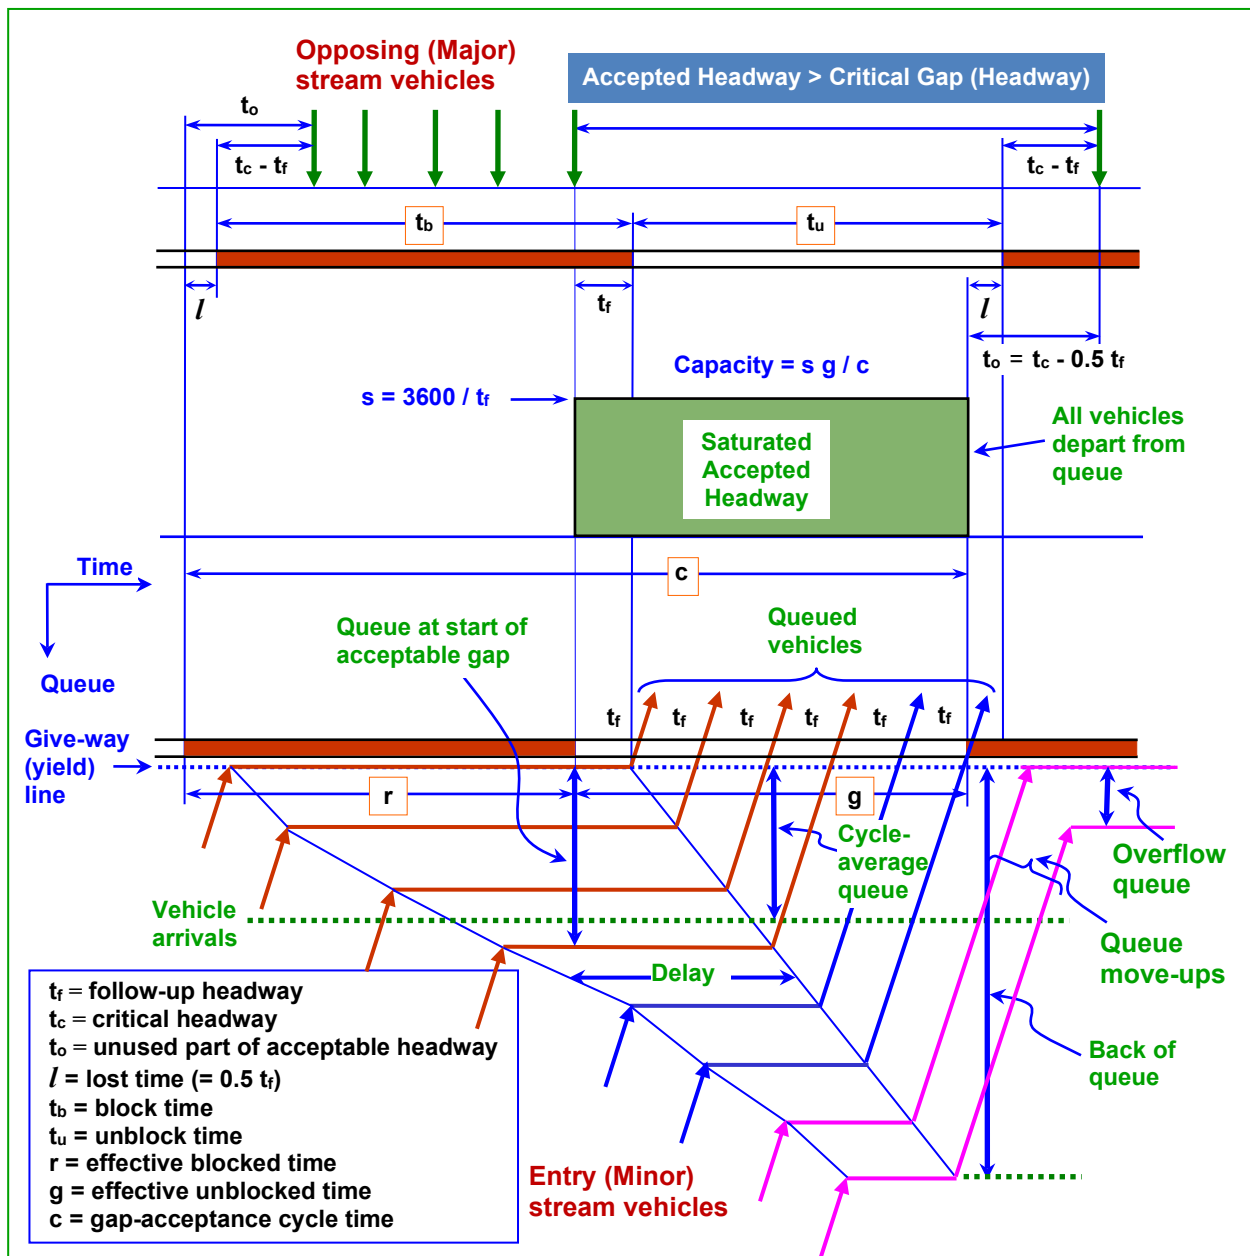 Opposing (Major)
stream vehicles
Accepted Headway > Critical Gap (Headway)
to
tc - tf
tc - tf
tb
tu
l
tf
l
to = tc - 0.5 tf
Capacity = s g / c
s = 3600 / tf
Saturated
Accepted
Headway
All vehicles
depart from
queue
Time
c
Queue
Queue at start of
acceptable gap
Queued
vehicles
tf
tf
tf
tf
tf
tf
Give-way
(yield)
line
r
g
Cycle-
average
queue
Overflow
queue
Vehicle
arrivals
Queue
move-ups
Delay
Back of
queue
Entry (Minor)
stream vehicles
tf = follow-up headway
tc = critical headway
to = unused part of acceptable headway
l = lost time (= 0.5 tf)
tb = block time
tu = unblock time
r = effective blocked time
g = effective unblocked time
c = gap-acceptance cycle time